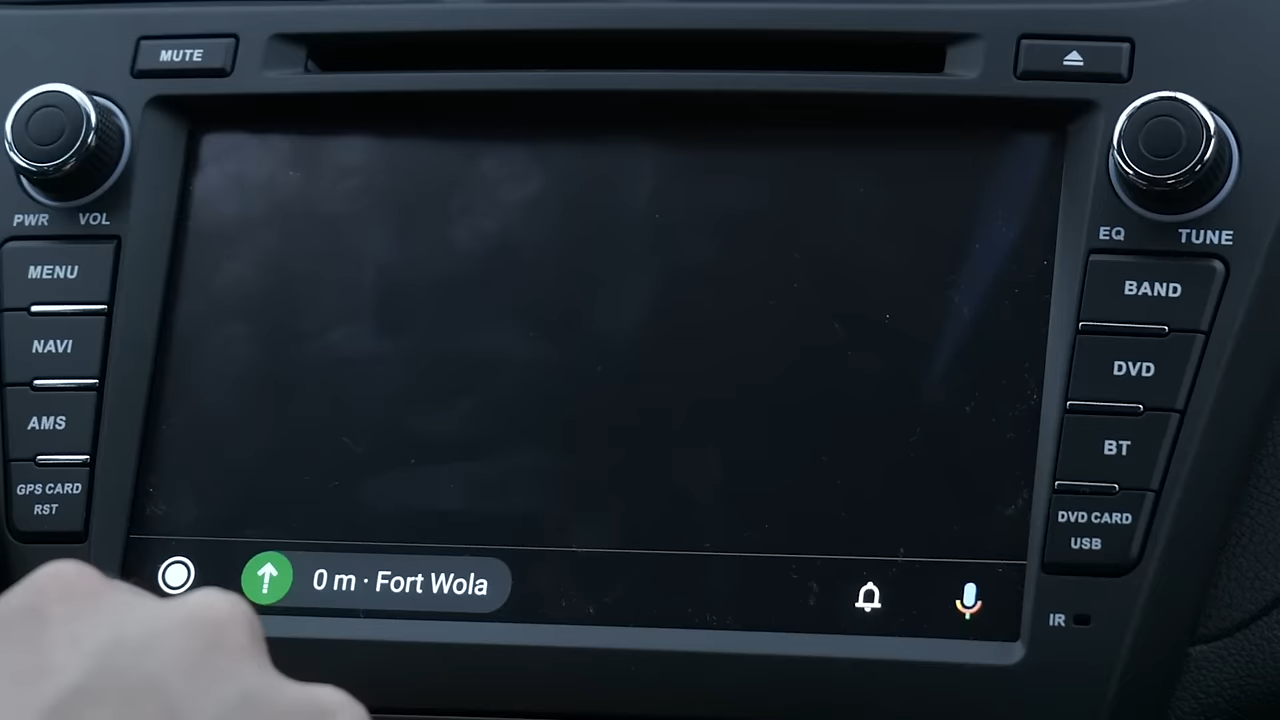 MUTE
PWR VOL
MENU
NAVI
AMS
GPS CARD
RST
EQ TUNE
BAND
DVD
BT
DVD CARD
USB
IR
0 m · Fort Wola